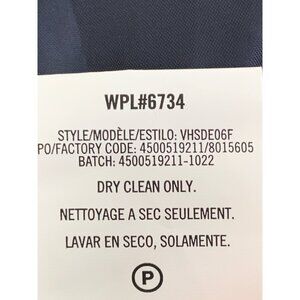 WPL#6734
STYLE/MODÈLE/ESTILO: VHSDE06F
PO/FACTORY CODE: 4500519211/8015605
BATCH: 4500519211-1022
DRY CLEAN ONLY.
NETTOYAGE A SEC SEULEMENT.
LAVAR EN SECO, SOLAMENTE.
P